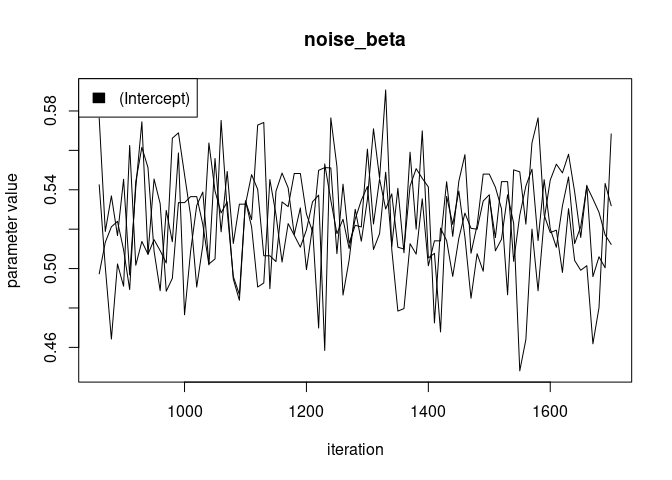 noise_beta
(Intercept)
0.58
0.54
0.50
0.46
parameter value
1000 1200 1400 1600
iteration